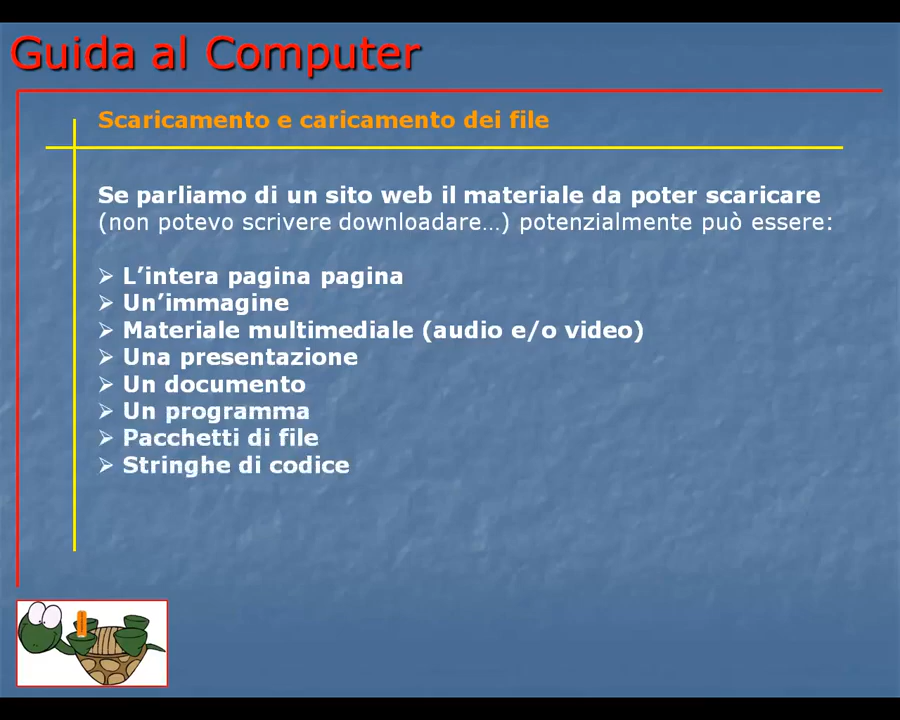 Guida al Computer
Scaricamento e caricamento dei file
Se parliamo di un sito web il materiale da poter scaricare
(non potevo scrivere downloadare…) potenzialmente può essere:
➢ L’intera pagina pagina
➢ Un’immagine
➢ Materiale multimediale (audio e/o video)
➢ Una presentazione
➢ Un documento
➢ Un programma
➢ Pacchetti di file
➢ Stringhe di codice